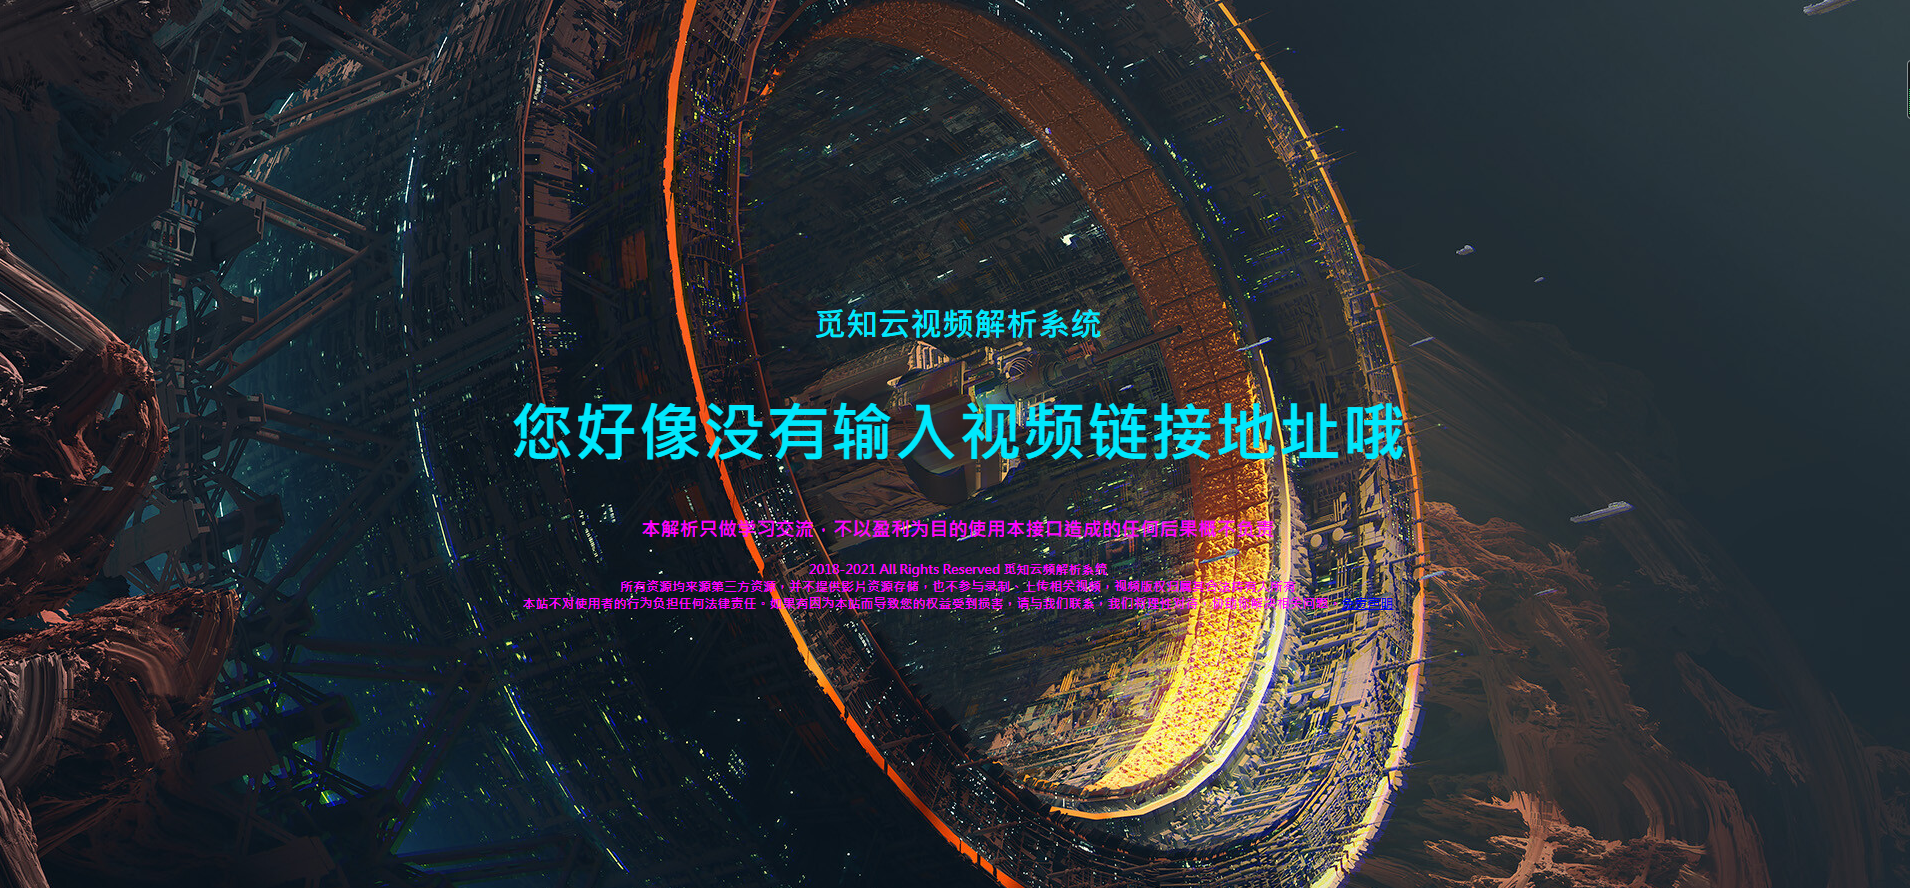 觅知云视频解析系统
您好像没有输入视频链接地址哦
本解析只做学习交流，不以盈利为目的使用本接口造成的任何后果概不负责
2018-2021 All Rights Reserved 觅知云频解析系统
所有资源均来源第三方资源，并不提供影片资源存储，也不参与录制、上传相关视频，视频版权归属
本站不对使用者的行为负担任何法律责任。如果有因为本站而导致您的权益受到损害，请与我们联系，我们